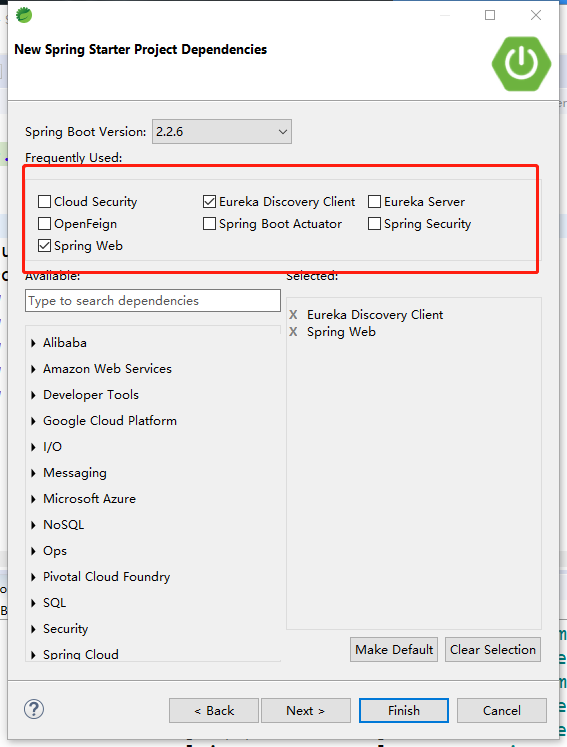 New Spring Starter Project Dependencies
Spring Boot Version: 2.2.6
Frequently Used:
Cloud Security Eureka Discovery Client Eureka Server
OpenFeign Spring Boot Actuator Spring Security
Spring Web
Available: Selected:
Type to search dependencies
X Eureka Discovery Client
X Spring Web
Alibaba
Amazon Web Services
Developer Tools
Google Cloud Platform
I/O
Messaging
Microsoft Azure
NoSQL
Ops
Pivotal Cloud Foundry
SQL
Security
Spring Cloud
Make Default Clear Selection
? < Back Next > Finish Cancel